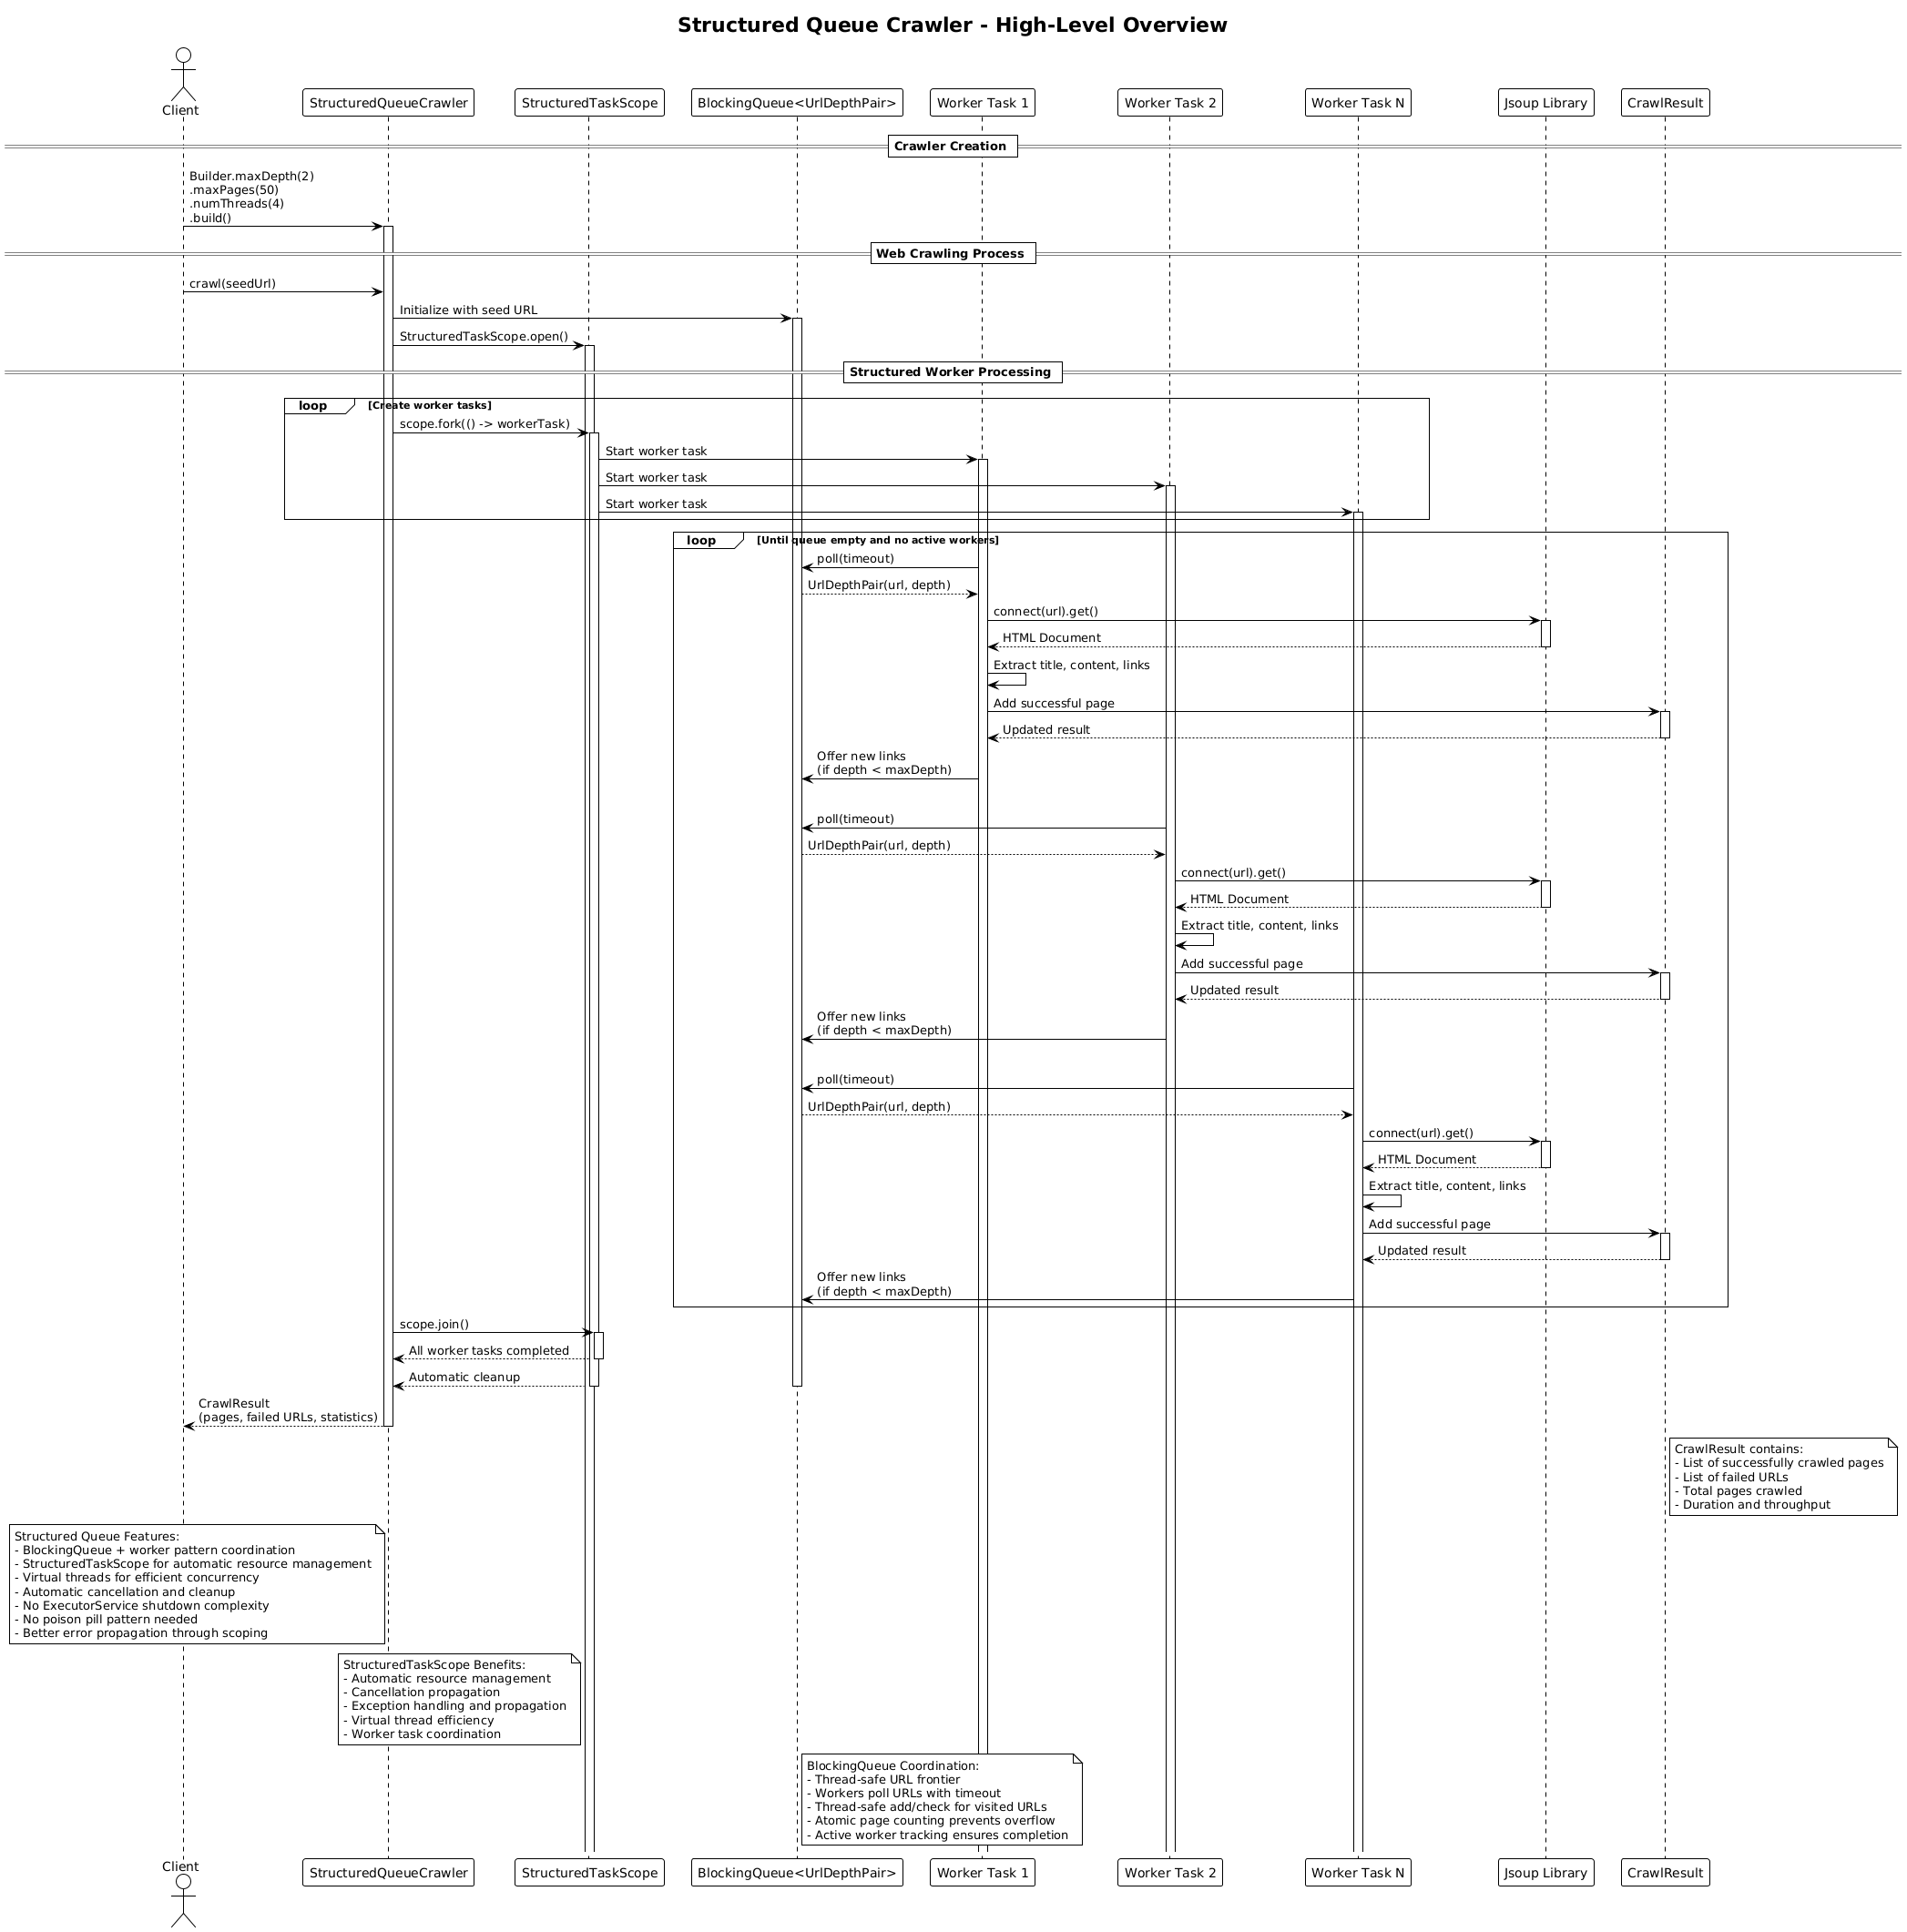 Structured Queue Crawler - High-Level Overview
Client
StructuredQueueCrawler
StructuredTaskScope
BlockingQueue<UrlDepthPair>
Worker Task 1
Worker Task 2
Worker Task N
Jsoup Library
CrawlResult
Crawler Creation
Builder.maxDepth(2)
.maxPages(50)
.numThreads(4)
.build()
Web Crawling Process
crawl(seedUrl)
Initialize with seed URL
StructuredTaskScope.open()
Structured Worker Processing
loop
[Create worker tasks]
scope.fork(() -> workerTask)
Start worker task
Start worker task
Start worker task
loop
[Until queue empty and no active workers]
poll(timeout)
UrlDepthPair(url, depth)
connect(url).get()
HTML Document
Extract title, content, links
Add successful page
Updated result
Offer new links
(if depth < maxDepth)
poll(timeout)
UrlDepthPair(url, depth)
connect(url).get()
HTML Document
Extract title, content, links
Add successful page
Updated result
Offer new links
(if depth < maxDepth)
poll(timeout)
UrlDepthPair(url, depth)
connect(url).get()
HTML Document
Extract title, content, links
Add successful page
Updated result
Offer new links
(if depth < maxDepth)
scope.join()
All worker tasks completed
Automatic cleanup
CrawlResult
(pages, failed URLs, statistics)
CrawlResult contains:
- List of successfully crawled pages
- List of failed URLs
- Total pages crawled
- Duration and throughput
Structured Queue Features:
- BlockingQueue + worker pattern coordination
- StructuredTaskScope for automatic resource management
- Virtual threads for efficient concurrency
- Automatic cancellation and cleanup
- No ExecutorService shutdown complexity
- No poison pill pattern needed
- Better error propagation through scoping
StructuredTaskScope Benefits:
- Automatic resource management
- Cancellation propagation
- Exception handling and propagation
- Virtual thread efficiency
- Worker task coordination
BlockingQueue Coordination:
- Thread-safe URL frontier
- Workers poll URLs with timeout
- Thread-safe add/check for visited URLs
- Atomic page counting prevents overflow
- Active worker tracking ensures completion
Client
StructuredQueueCrawler
StructuredTaskScope
BlockingQueue<UrlDepthPair>
Worker Task 1
Worker Task 2
Worker Task N
Jsoup Library
CrawlResult